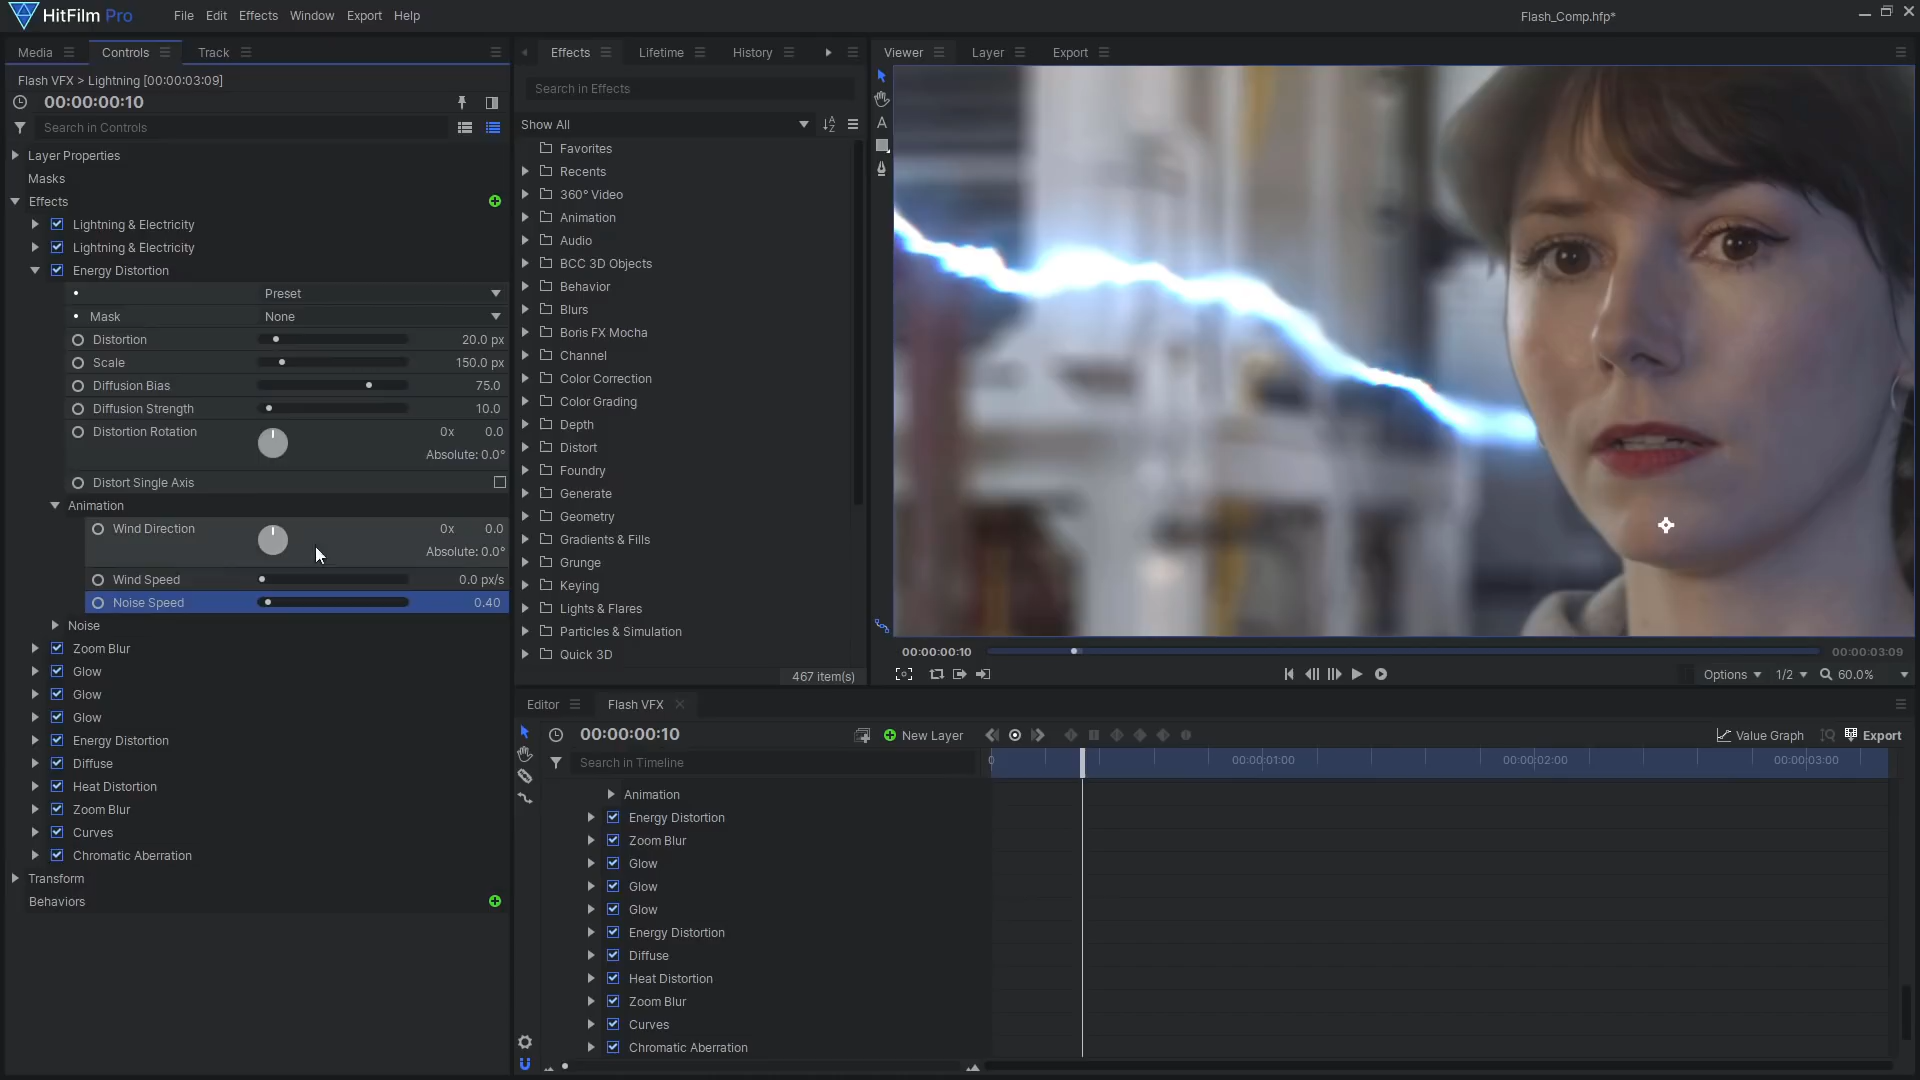 HitFilm Pro File Edit Effects Window Export Help Flash_Comp.hfp*
Media Controls Track
Flash VFX > Lightning [00:00:03:09]
00:00:00:10
Search in Controls
Layer Properties
Masks
Effects
Lightning & Electricity
Lightning & Electricity
Energy Distortion
Preset
Mask None
Distortion 20.0 px
Scale 150.0 px
Diffusion Bias 75.0
Diffusion Strength 10.0
Distortion Rotation 0x 0.0
Absolute: 0.0°
Distort Single Axis
Animation
Wind Direction 0x 0.0
Absolute: 0.0°
Wind Speed 0.0 px/s
Noise Speed 0.40
Noise
Zoom Blur
Glow
Glow
Glow
Energy Distortion
Diffuse
Heat Distortion
Zoom Blur
Curves
Chromatic Aberration
Transform
Behaviors
Effects Lifetime History
Search in Effects
Show All
Favorites
Recents
360° Video
Animation
Audio
BCC 3D Objects
Behavior
Blurs
Boris FX Mocha
Channel
Color Correction
Color Grading
Depth
Distort
Foundry
Generate
Geometry
Gradients & Fills
Grunge
Keying
Lights & Flares
Particles & Simulation
Quick 3D
467 item(s)
Viewer Layer Export
A
00:00:00:10 00:00:03:09
Options 1/2 60.0%
Editor Flash VFX
00:00:00:10 New Layer Value Graph Export
Search in Timeline 0 00:00:01:00 00:00:02:00 00:00:03:00
Animation
Energy Distortion
Zoom Blur
Glow
Glow
Glow
Energy Distortion
Diffuse
Heat Distortion
Zoom Blur
Curves
Chromatic Aberration